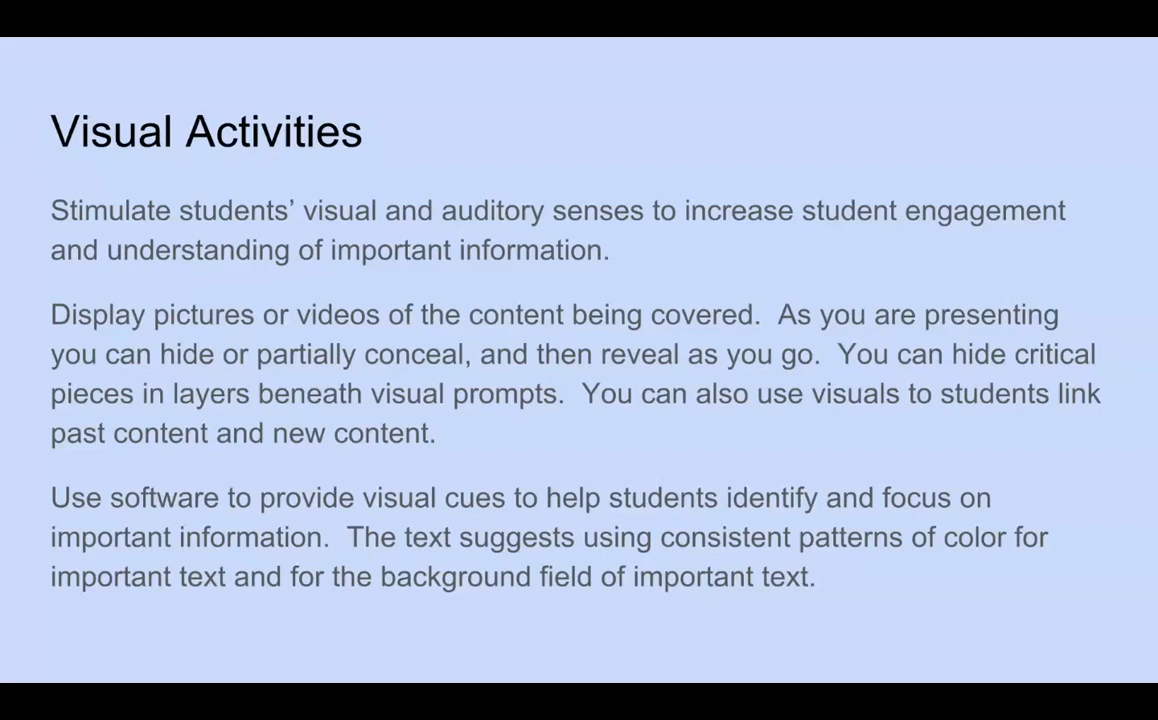 Visual Activities
Stimulate students’ visual and auditory senses to increase student engagement
and understanding of important information.
Display pictures or videos of the content being covered.  As you are presenting
you can hide or partially conceal, and then reveal as you go.  You can hide critical
pieces in layers beneath visual prompts.  You can also use visuals to students link
past content and new content.
Use software to provide visual cues to help students identify and focus on
important information.  The text suggests using consistent patterns of color for
important text and for the background field of important text.